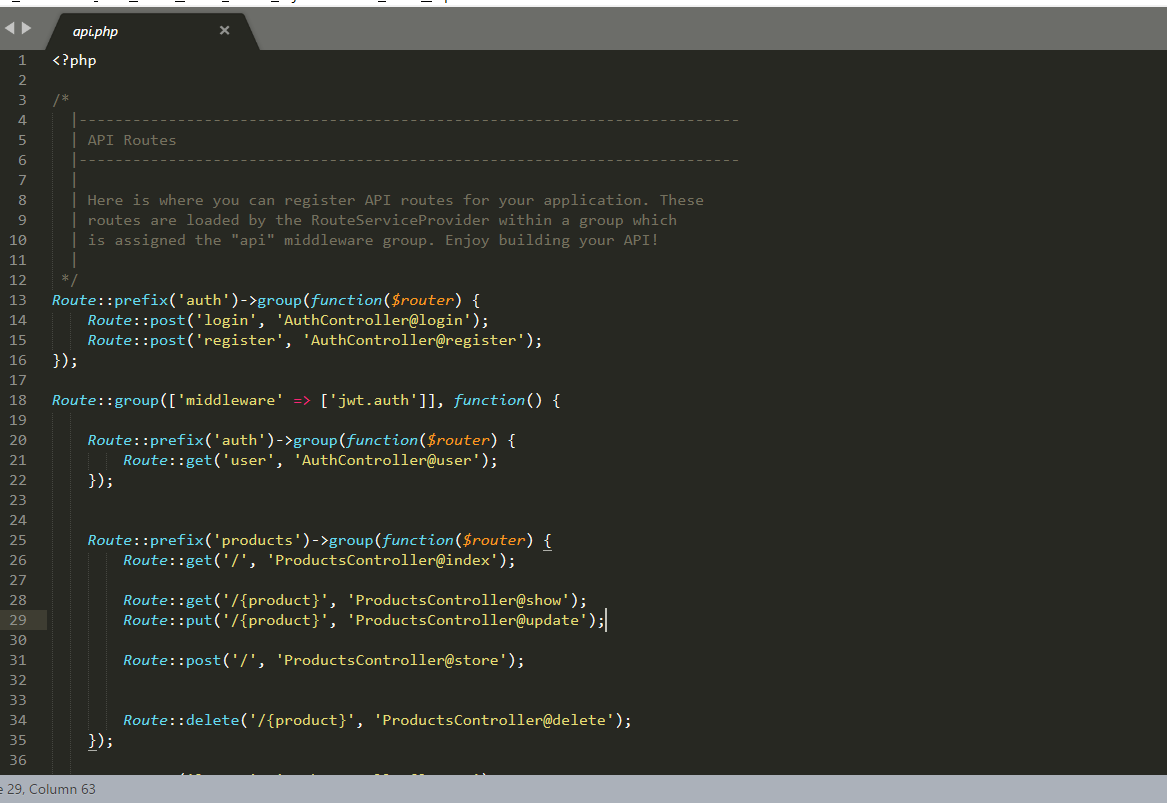 api.php ×
1 <?php
2
3 /*
4 |--------------------------------------------------------------------------
5 | API Routes
6 |--------------------------------------------------------------------------
7 |
8 | Here is where you can register API routes for your application. These
9 | routes are loaded by the RouteServiceProvider within a group which
10 | is assigned the "api" middleware group. Enjoy building your API!
11 |
12 */
13 Route::prefix('auth')->group(function($router) {
14 Route::post('login', 'AuthController@login');
15 Route::post('register', 'AuthController@register');
16 });
17
18 Route::group(['middleware' => ['jwt.auth']], function() {
19
20 Route::prefix('auth')->group(function($router) {
21 Route::get('user', 'AuthController@user');
22 });
23
24
25 Route::prefix('products')->group(function($router) {
26 Route::get('/', 'ProductsController@index');
27
28 Route::get('/{product}', 'ProductsController@show');
29 Route::put('/{product}', 'ProductsController@update');
30
31 Route::post('/', 'ProductsController@store');
32
33
34 Route::delete('/{product}', 'ProductsController@delete');
35 });
36
29, Column 63